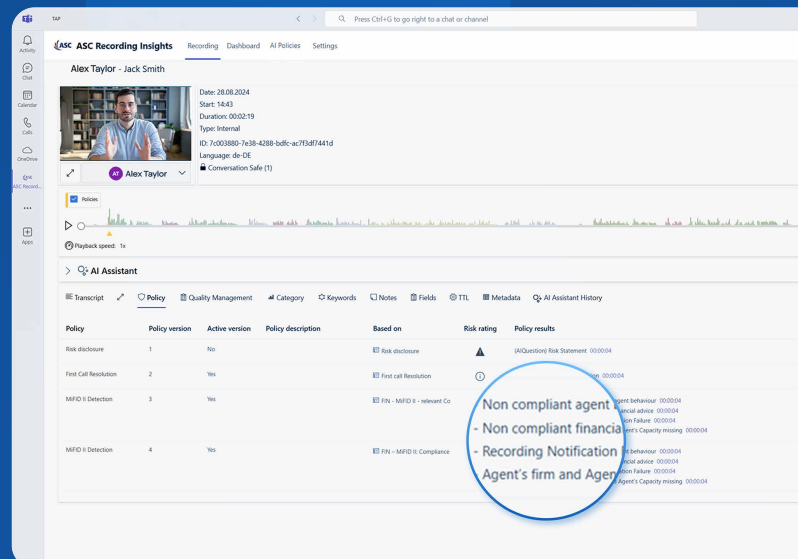 TAP
Press Ctrl+G to go right to a chat or channel
Activity
Chat
Calendar
Calls
OneDrive
ASC Record...
Apps
ASC ASC Recording Insights Recording Dashboard AI Policies Settings
Alex Taylor - Jack Smith
Date: 28.08.2024
Start: 14:43
Duration: 00:02:19
Type: Internal
ID: 7c003880-7e38-4288-bdfc-ac7f3df7441d
Language: de-DE
Conversation Safe (1)
AT Alex Taylor
Policies
Playback speed: 1x
AI Assistant
Transcript Policy Quality Management Category Keywords Notes Fields TTL Metadata AI Assistant History
Policy Policy version Active version Policy description Based on Risk rating Policy results
Risk disclosure 1 No Risk disclosure (AIQuestion) Risk Statement 00:00:04
First Call Resolution 2 Yes First call Resolution 00:00:04
MiFID II Detection 3 Yes FIN - MiFID II - relevant Co
agent behaviour 00:00:04
financial advice 00:00:04
Failure 00:00:04
Agent's Capacity missing 00:00:04
MiFID II Detection 4 Yes FIN – MiFID II: Compliance
behaviour 00:00:04
financial advice 00:00:04
Failure 00:00:04
Agent's Capacity missing 00:00:04
Non compliant agent
- Non compliant financia
- Recording Notification
- Agent's firm and Agen